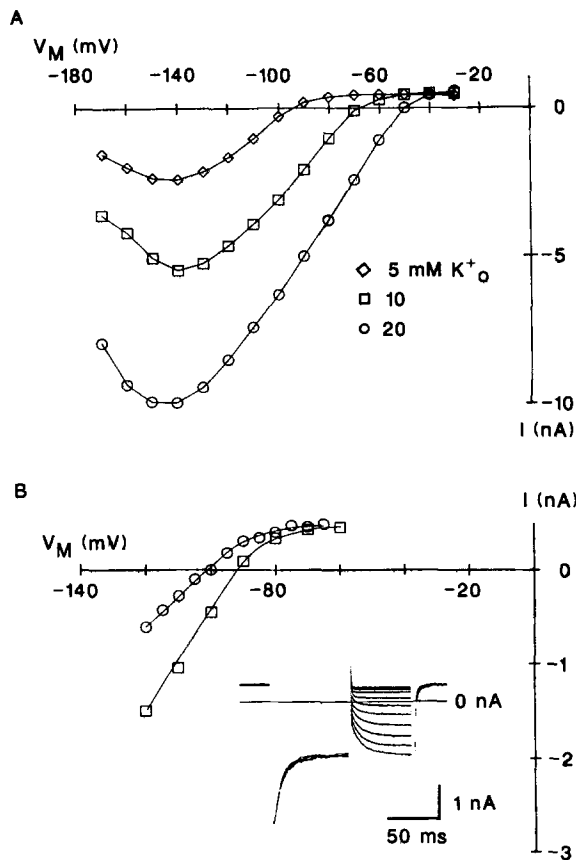 A
V_M (mV)
-180 -140 -100 -60 -20
0
◇ 5 mM K⁺o
□ 10
○ 20
-5
-10
I (nA)
B
I (nA)
V_M (mV)
-140 -80 -20
0
-1
0 nA
-2
1 nA
50 ms
-3